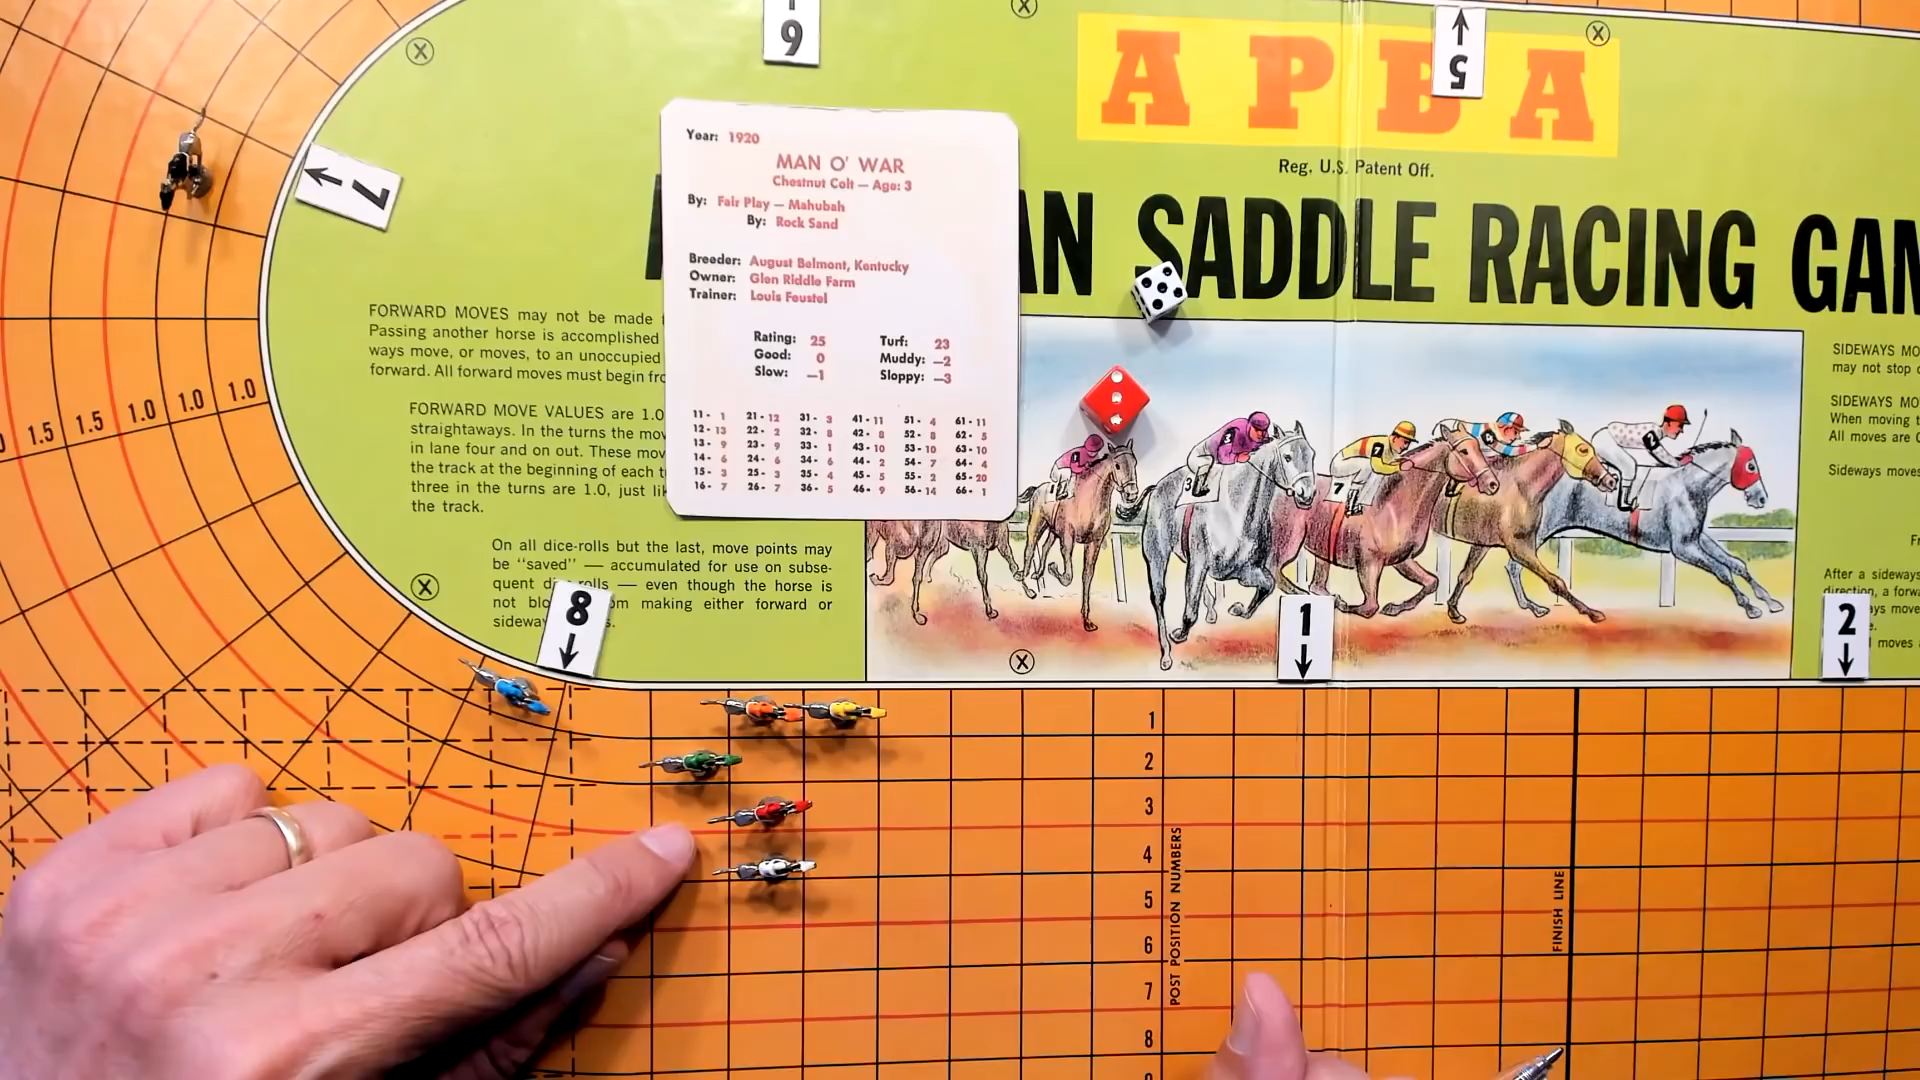 6
5
APBA
Reg. U.S. Patent Off.
AN SADDLE RACING GAM
7
Year: 1920
MAN O' WAR
Chestnut Colt — Age: 3
By: Fair Play — Mahubah
By: Rock Sand
Breeder: August Belmont, Kentucky
Owner: Glen Riddle Farm
Trainer: Louis Feustel
Rating: 25 Turf: 23
Good: 0 Muddy: —2
Slow: —1 Sloppy: —3
11- 1 21- 12 31- 3 41- 11 51- 4 61- 11
12- 13 22- 2 32- 8 42- 8 52- 8 62- 5
13- 9 23- 9 33- 1 43- 10 53- 10 63- 10
14- 6 24- 6 34- 6 44- 2 54- 7 64- 4
15- 3 25- 3 35- 4 45- 5 55- 2 65- 20
16- 7 26- 7 36- 5 46- 9 56- 14 66- 1
FORWARD MOVES may not be made
Passing another horse is accomplished
ways move, or moves, to an unoccupied
forward. All forward moves must begin
FORWARD MOVE VALUES are 1.0
straightaways. In the turns the
in lane four and on out. These
the track at the beginning of each
three in the turns are 1.0, just
the track.
On all dice-rolls but the last, move points may
be "saved" — accumulated for use on subse-
quent rolls — even though the horse is
not making either forward or
1.5 1.5 1.0 1.0 1.0
SIDEWAYS MO
may not stop
SIDEWAYS MO
When moving
All moves are
Sideways moves
After a sideways
direction, a forw
moves
X
X
X
X
X
1
3
7
4
2
8
1
2
1
2
3
4
5
6
7
8
POST POSITION NUMBERS
FINISH LINE